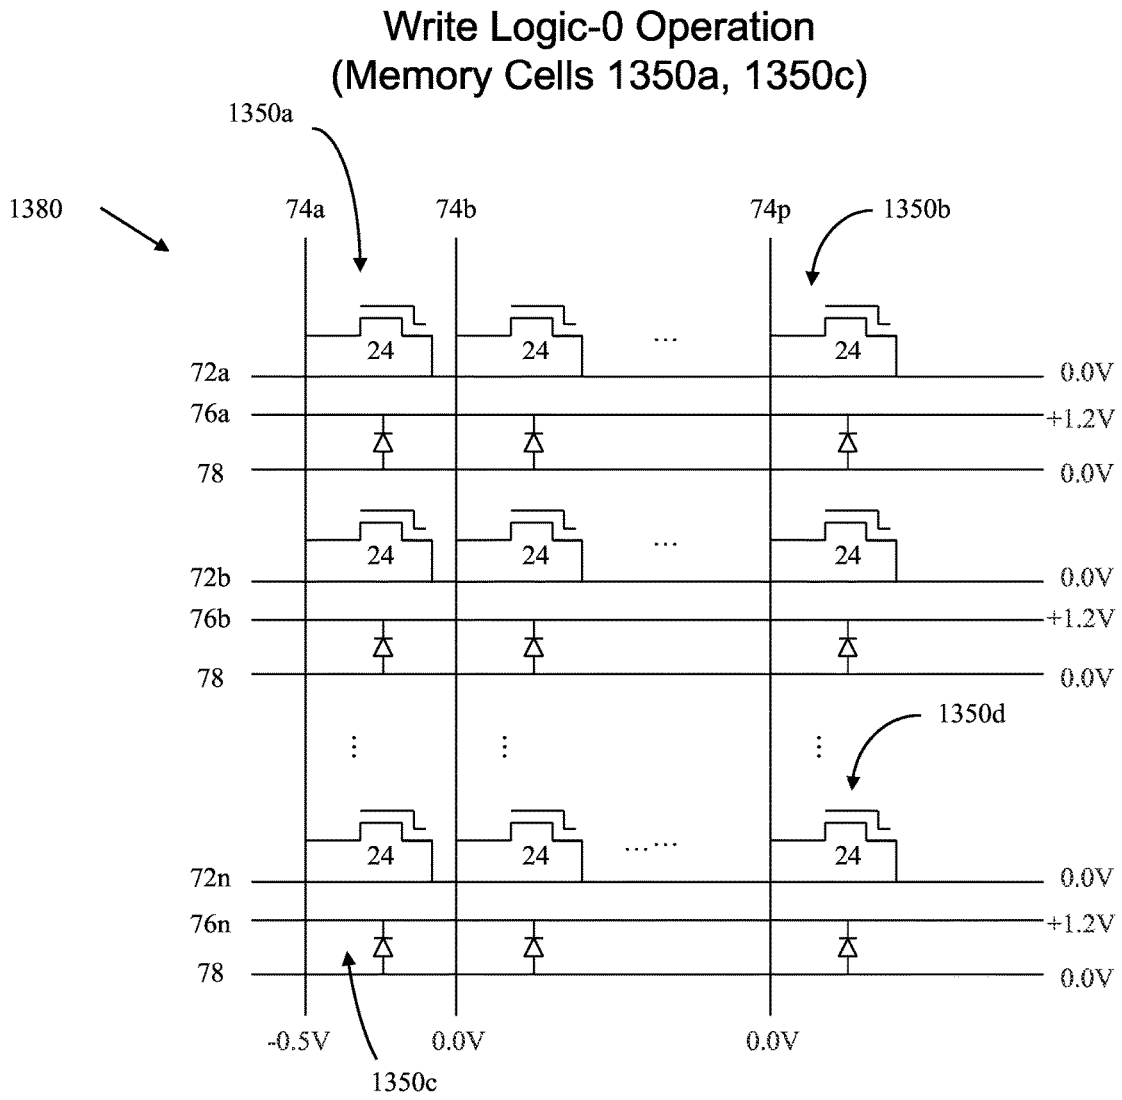 Write Logic-0 Operation
(Memory Cells 1350a, 1350c)
1350a
1380
74a 74b 74p 1350b
24 24 ... 24
72a 0.0V
76a +1.2V
78 0.0V
24 24 ... 24
72b 0.0V
76b +1.2V
78 0.0V
1350d
⋮ ⋮ ⋮
24 24 ...... 24
72n 0.0V
76n +1.2V
78 0.0V
-0.5V 0.0V 0.0V
1350c